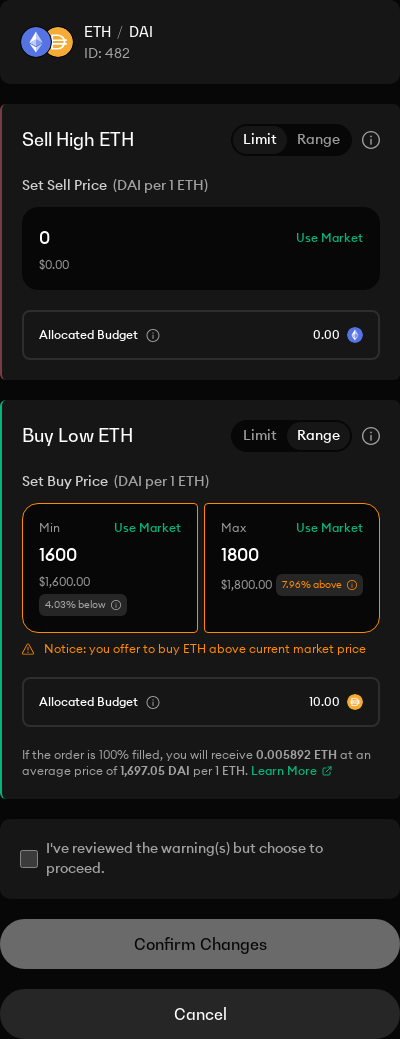 ETH / DAI
ID: 482
Sell High ETH
Limit Range
Set Sell Price (DAI per 1 ETH)
0
Use Market
$0.00
Allocated Budget
0.00
Buy Low ETH
Limit Range
Set Buy Price (DAI per 1 ETH)
Min
Use Market
1600
$1,600.00
4.03% below
Max
Use Market
1800
$1,800.00
7.96% above
Notice: you offer to buy ETH above current market price
Allocated Budget
10.00
If the order is 100% filled, you will receive 0.005892 ETH at an
average price of 1,697.05 DAI per 1 ETH. Learn More
I've reviewed the warning(s) but choose to
proceed.
Confirm Changes
Cancel